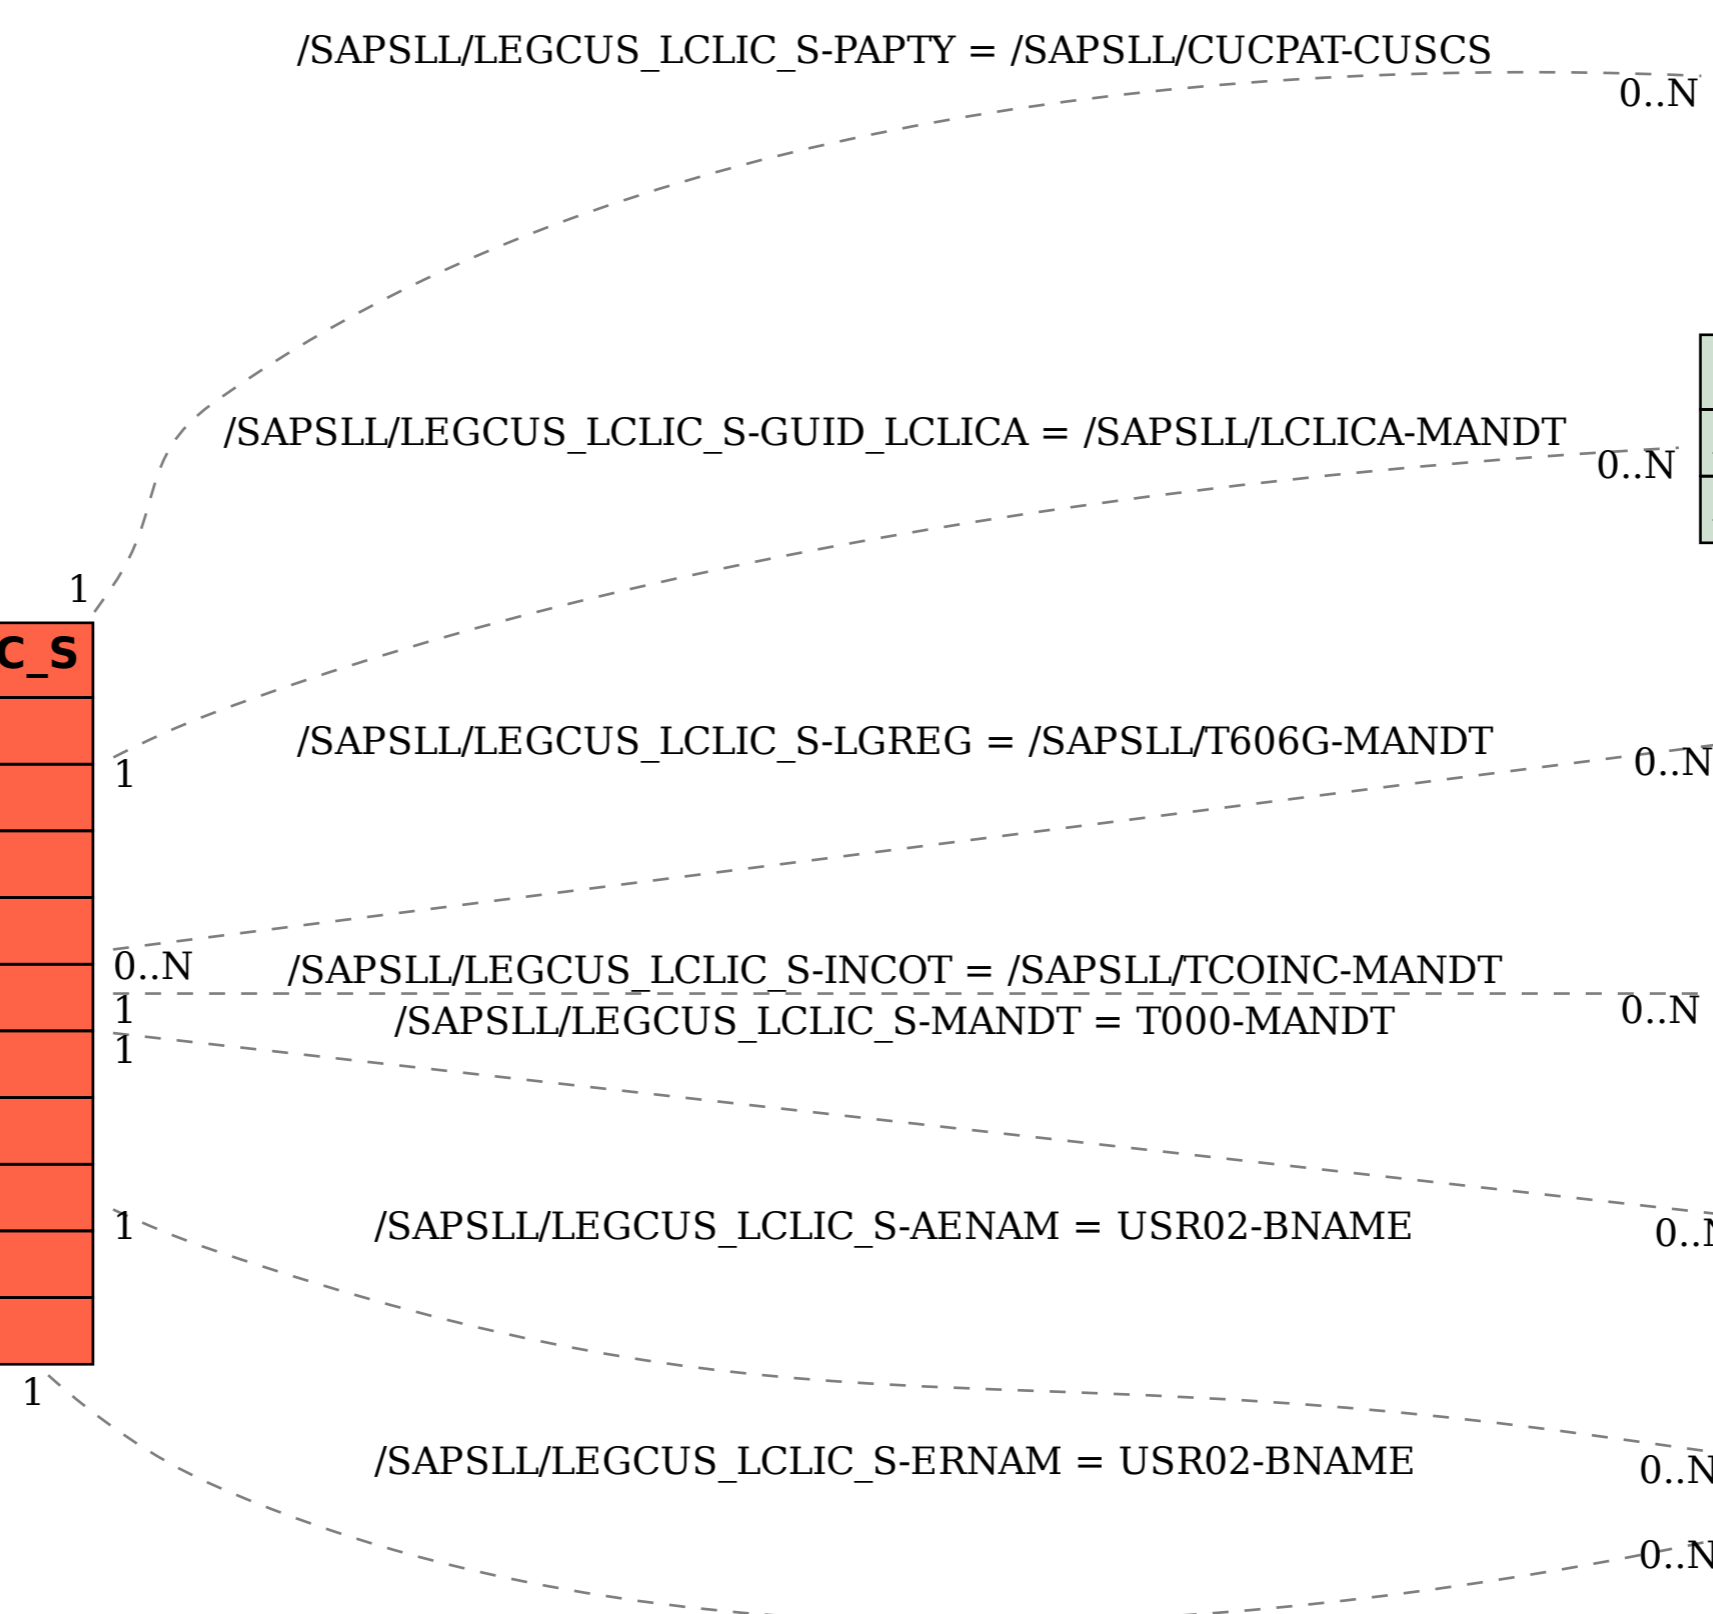 /SAPSLL/LEGCUS_LCLIC_S-PAPTY = /SAPSLL/CUCPAT-CUSCS
0..N
/SAPSLL/LEGCUS_LCLIC_S-GUID_LCLICA = /SAPSLL/LCLICA-MANDT
0..N
1
C_S
/SAPSLL/LEGCUS_LCLIC_S-LGREG = /SAPSLL/T606G-MANDT
0..N
1
0..N
/SAPSLL/LEGCUS_LCLIC_S-INCOT = /SAPSLL/TCOINC-MANDT
1
0..N
/SAPSLL/LEGCUS_LCLIC_S-MANDT = T000-MANDT
1
1
/SAPSLL/LEGCUS_LCLIC_S-AENAM = USR02-BNAME
0..N
1
/SAPSLL/LEGCUS_LCLIC_S-ERNAM = USR02-BNAME
0..N
0..N